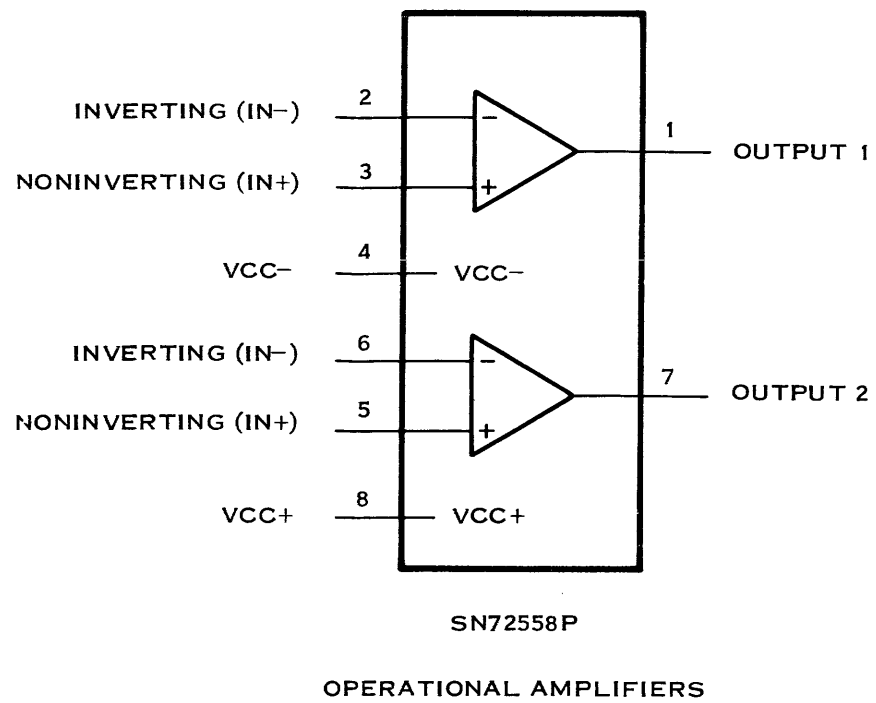 INVERTING (IN-) 2 - 1 OUTPUT 1
NONINVERTING (IN+) 3 +
VCC- 4 VCC-
INVERTING (IN-) 6 - 7 OUTPUT 2
NONINVERTING (IN+) 5 +
VCC+ 8 VCC+
SN72558P
OPERATIONAL AMPLIFIERS